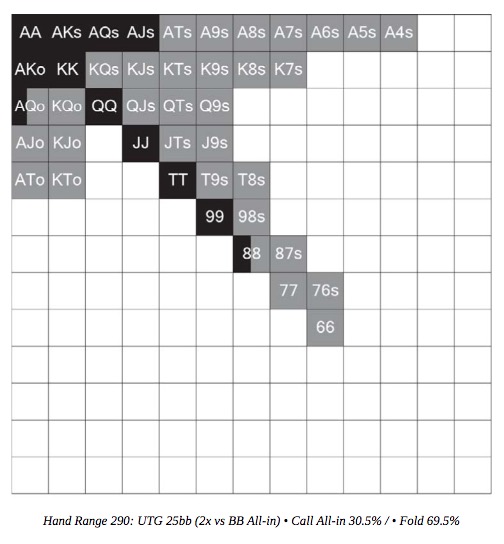 AA AKs AQs AJs ATs A9s A8s A7s A6s A5s A4s
AKo KK KQs KJs KTs K9s K8s K7s
AQo KQo QQ QJs QTs Q9s
AJo KJo JJ JTs J9s
ATo KTo TT T9s T8s
99 98s
88 87s
77 76s
66
Hand Range 290: UTG 25bb (2x vs BB All-in) • Call All-in 30.5% / • Fold 69.5%